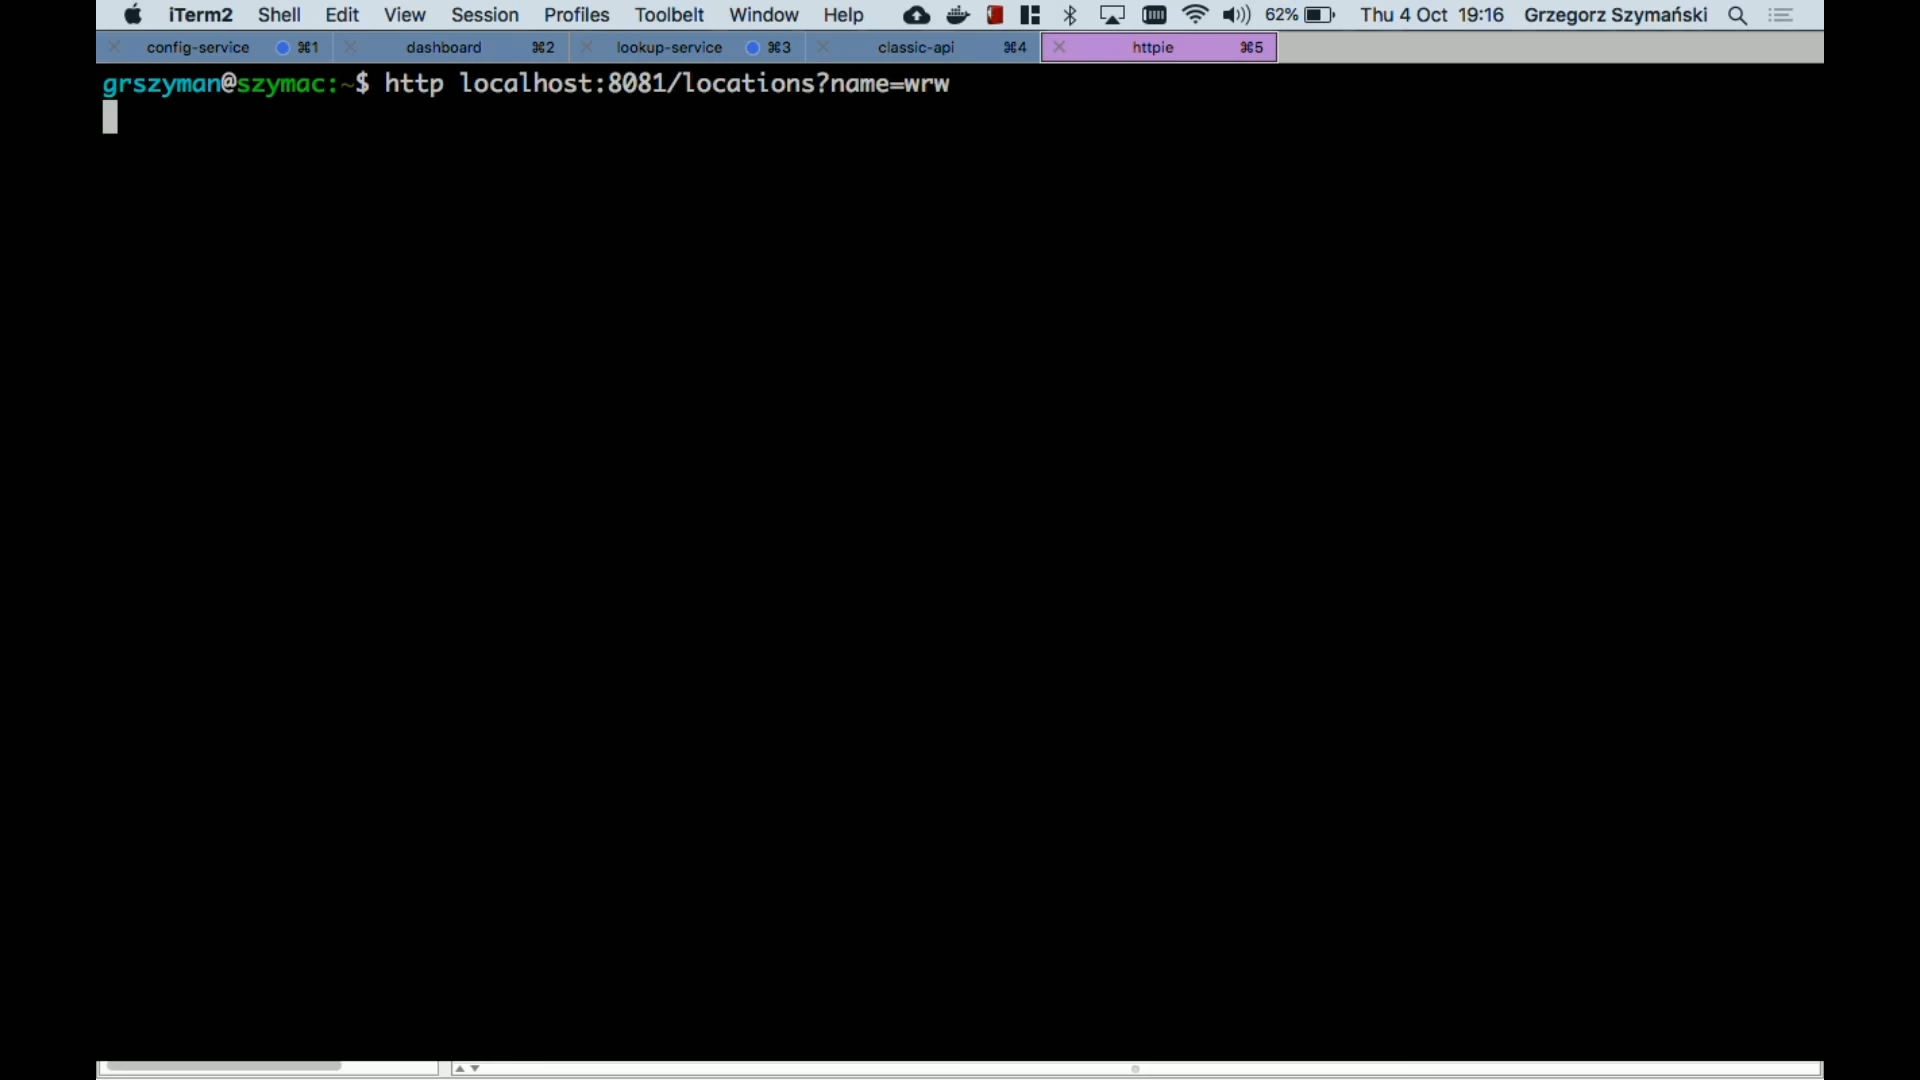 iTerm2 Shell Edit View Session Profiles Toolbelt Window Help 62% Thu 4 Oct 19:16 Grzegorz Szymański
config-service ⌘1 dashboard ⌘2 lookup-service ⌘3 classic-api ⌘4 httpie ⌘5
grszyman@szymac:~$ http localhost:8081/locations?name=wrw